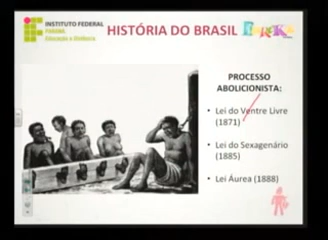 INSTITUTO FEDERAL
PARANÁ
Educação a Distância
HISTÓRIA DO BRASIL
EUREKA
PROCESSO
ABOLICIONISTA:
• Lei do Ventre Livre
(1871)
• Lei do Sexagenário
(1885)
• Lei Áurea (1888)